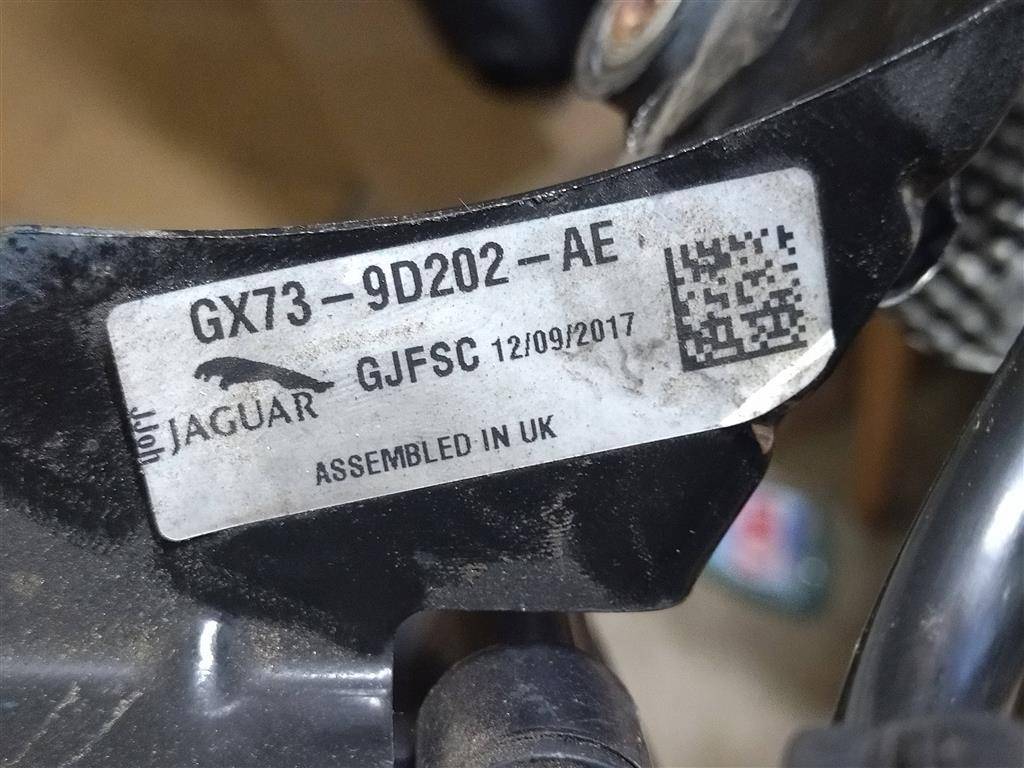 GX73-9D202-AE
GJFSC 12/09/2017
JAGUAR
ASSEMBLED IN UK